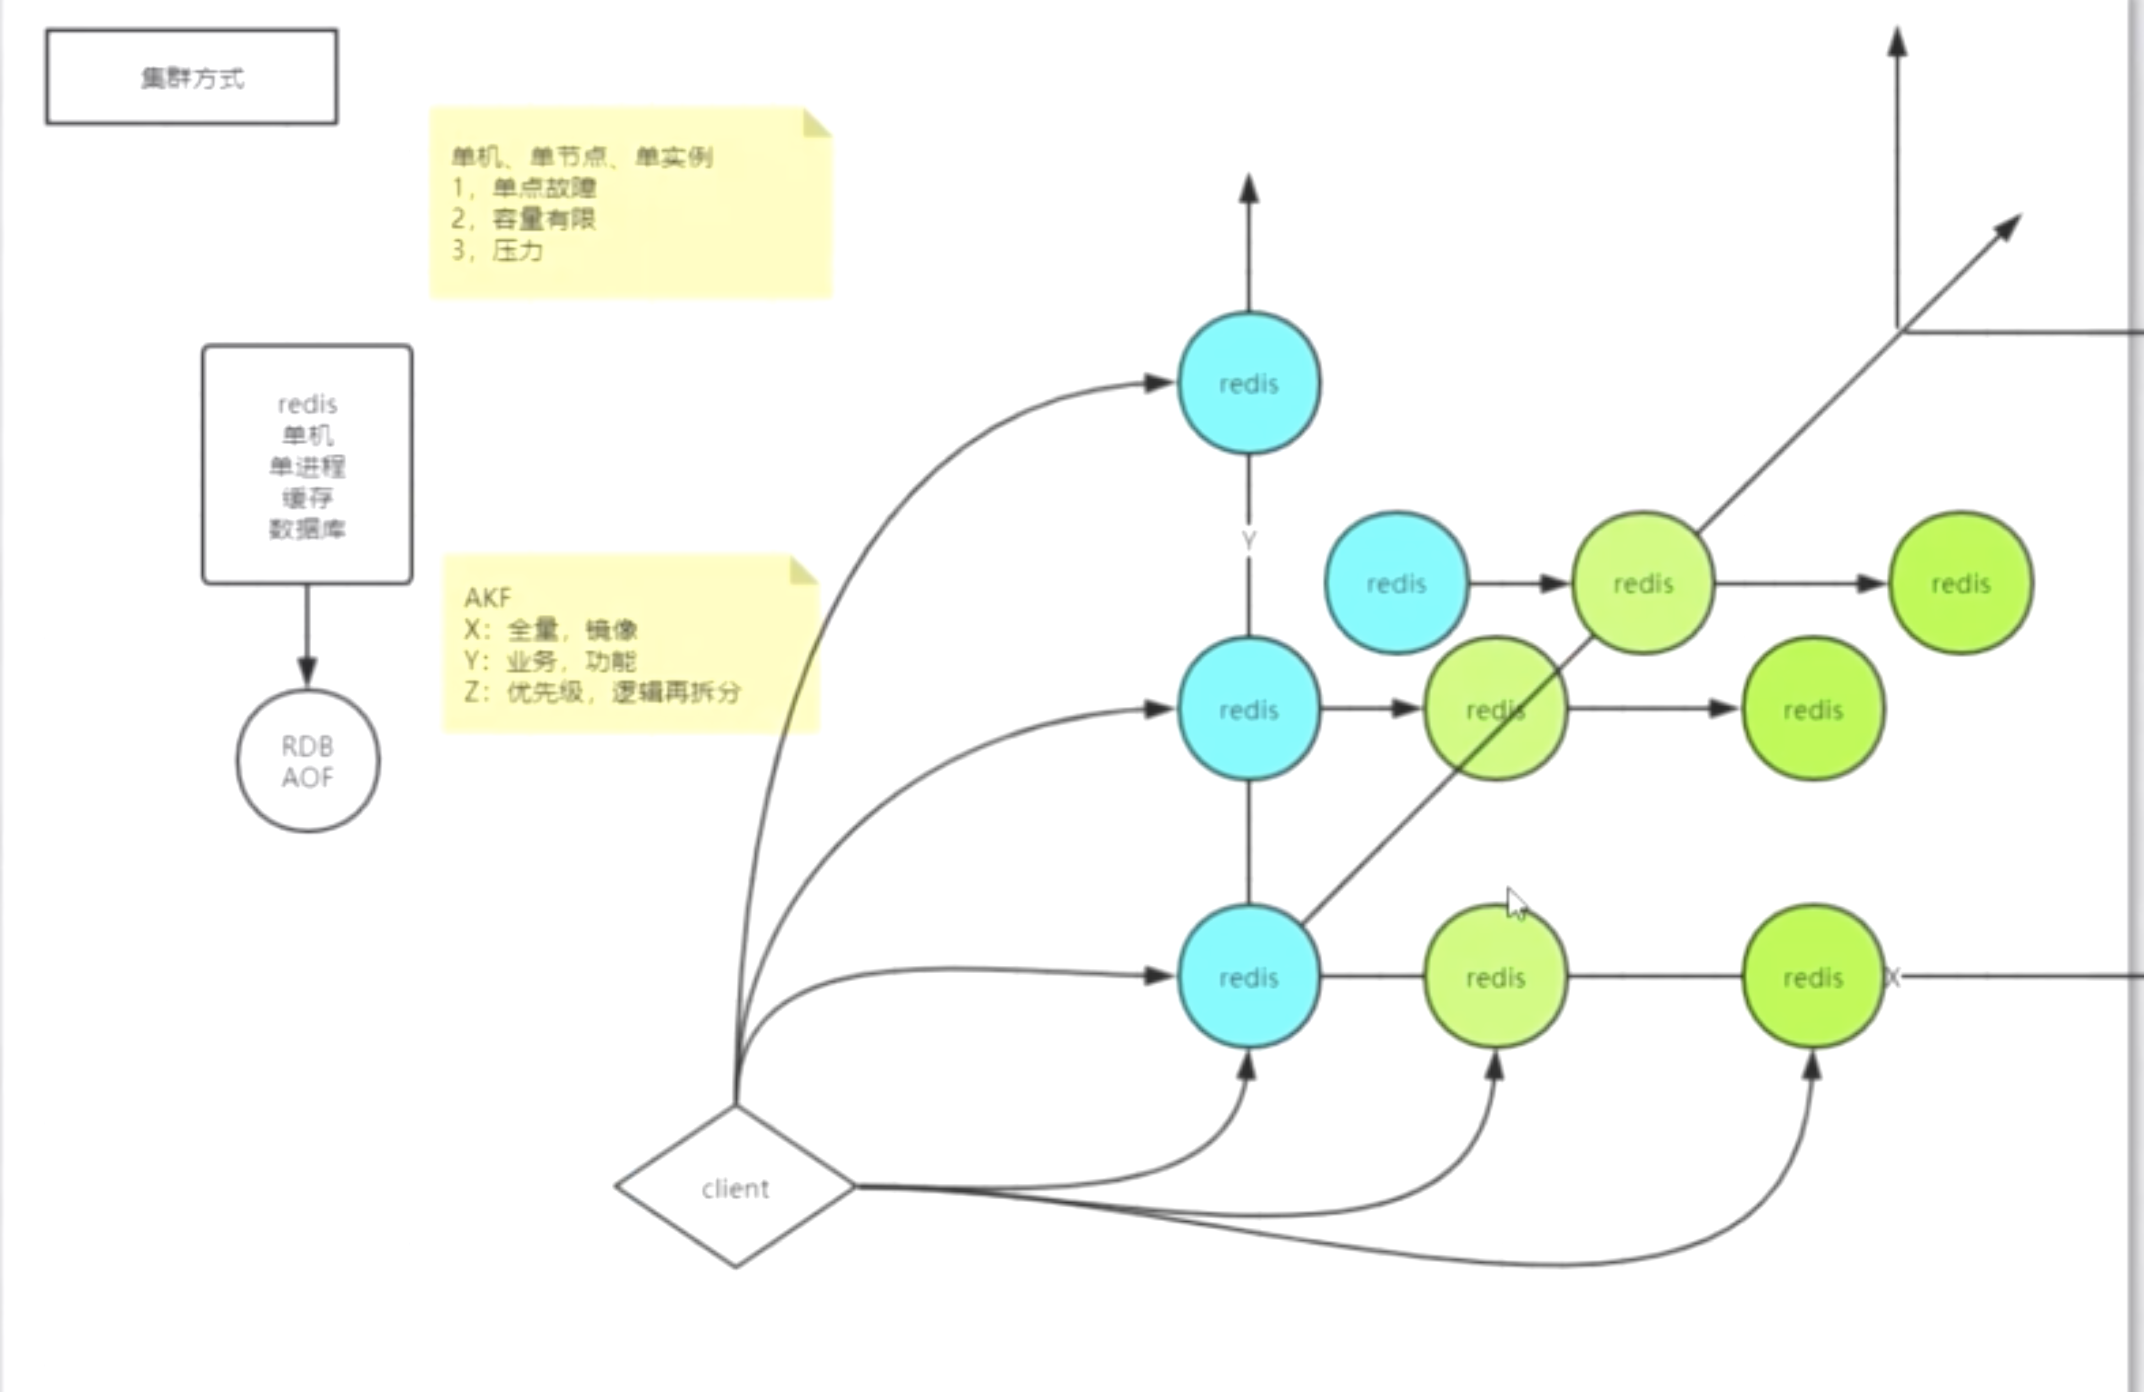 集群方式
单机、单节点、单实例
1，单点故障
2，容量有限
3，压力
redis
单机
单进程
缓存
数据库
RDB
AOF
AKF
X：全量，镜像
Y：业务，功能
Z：优先级，逻辑再拆分
redis
Y
redis
redis
redis
redis
redis
redis
redis
redis
redis
X
client